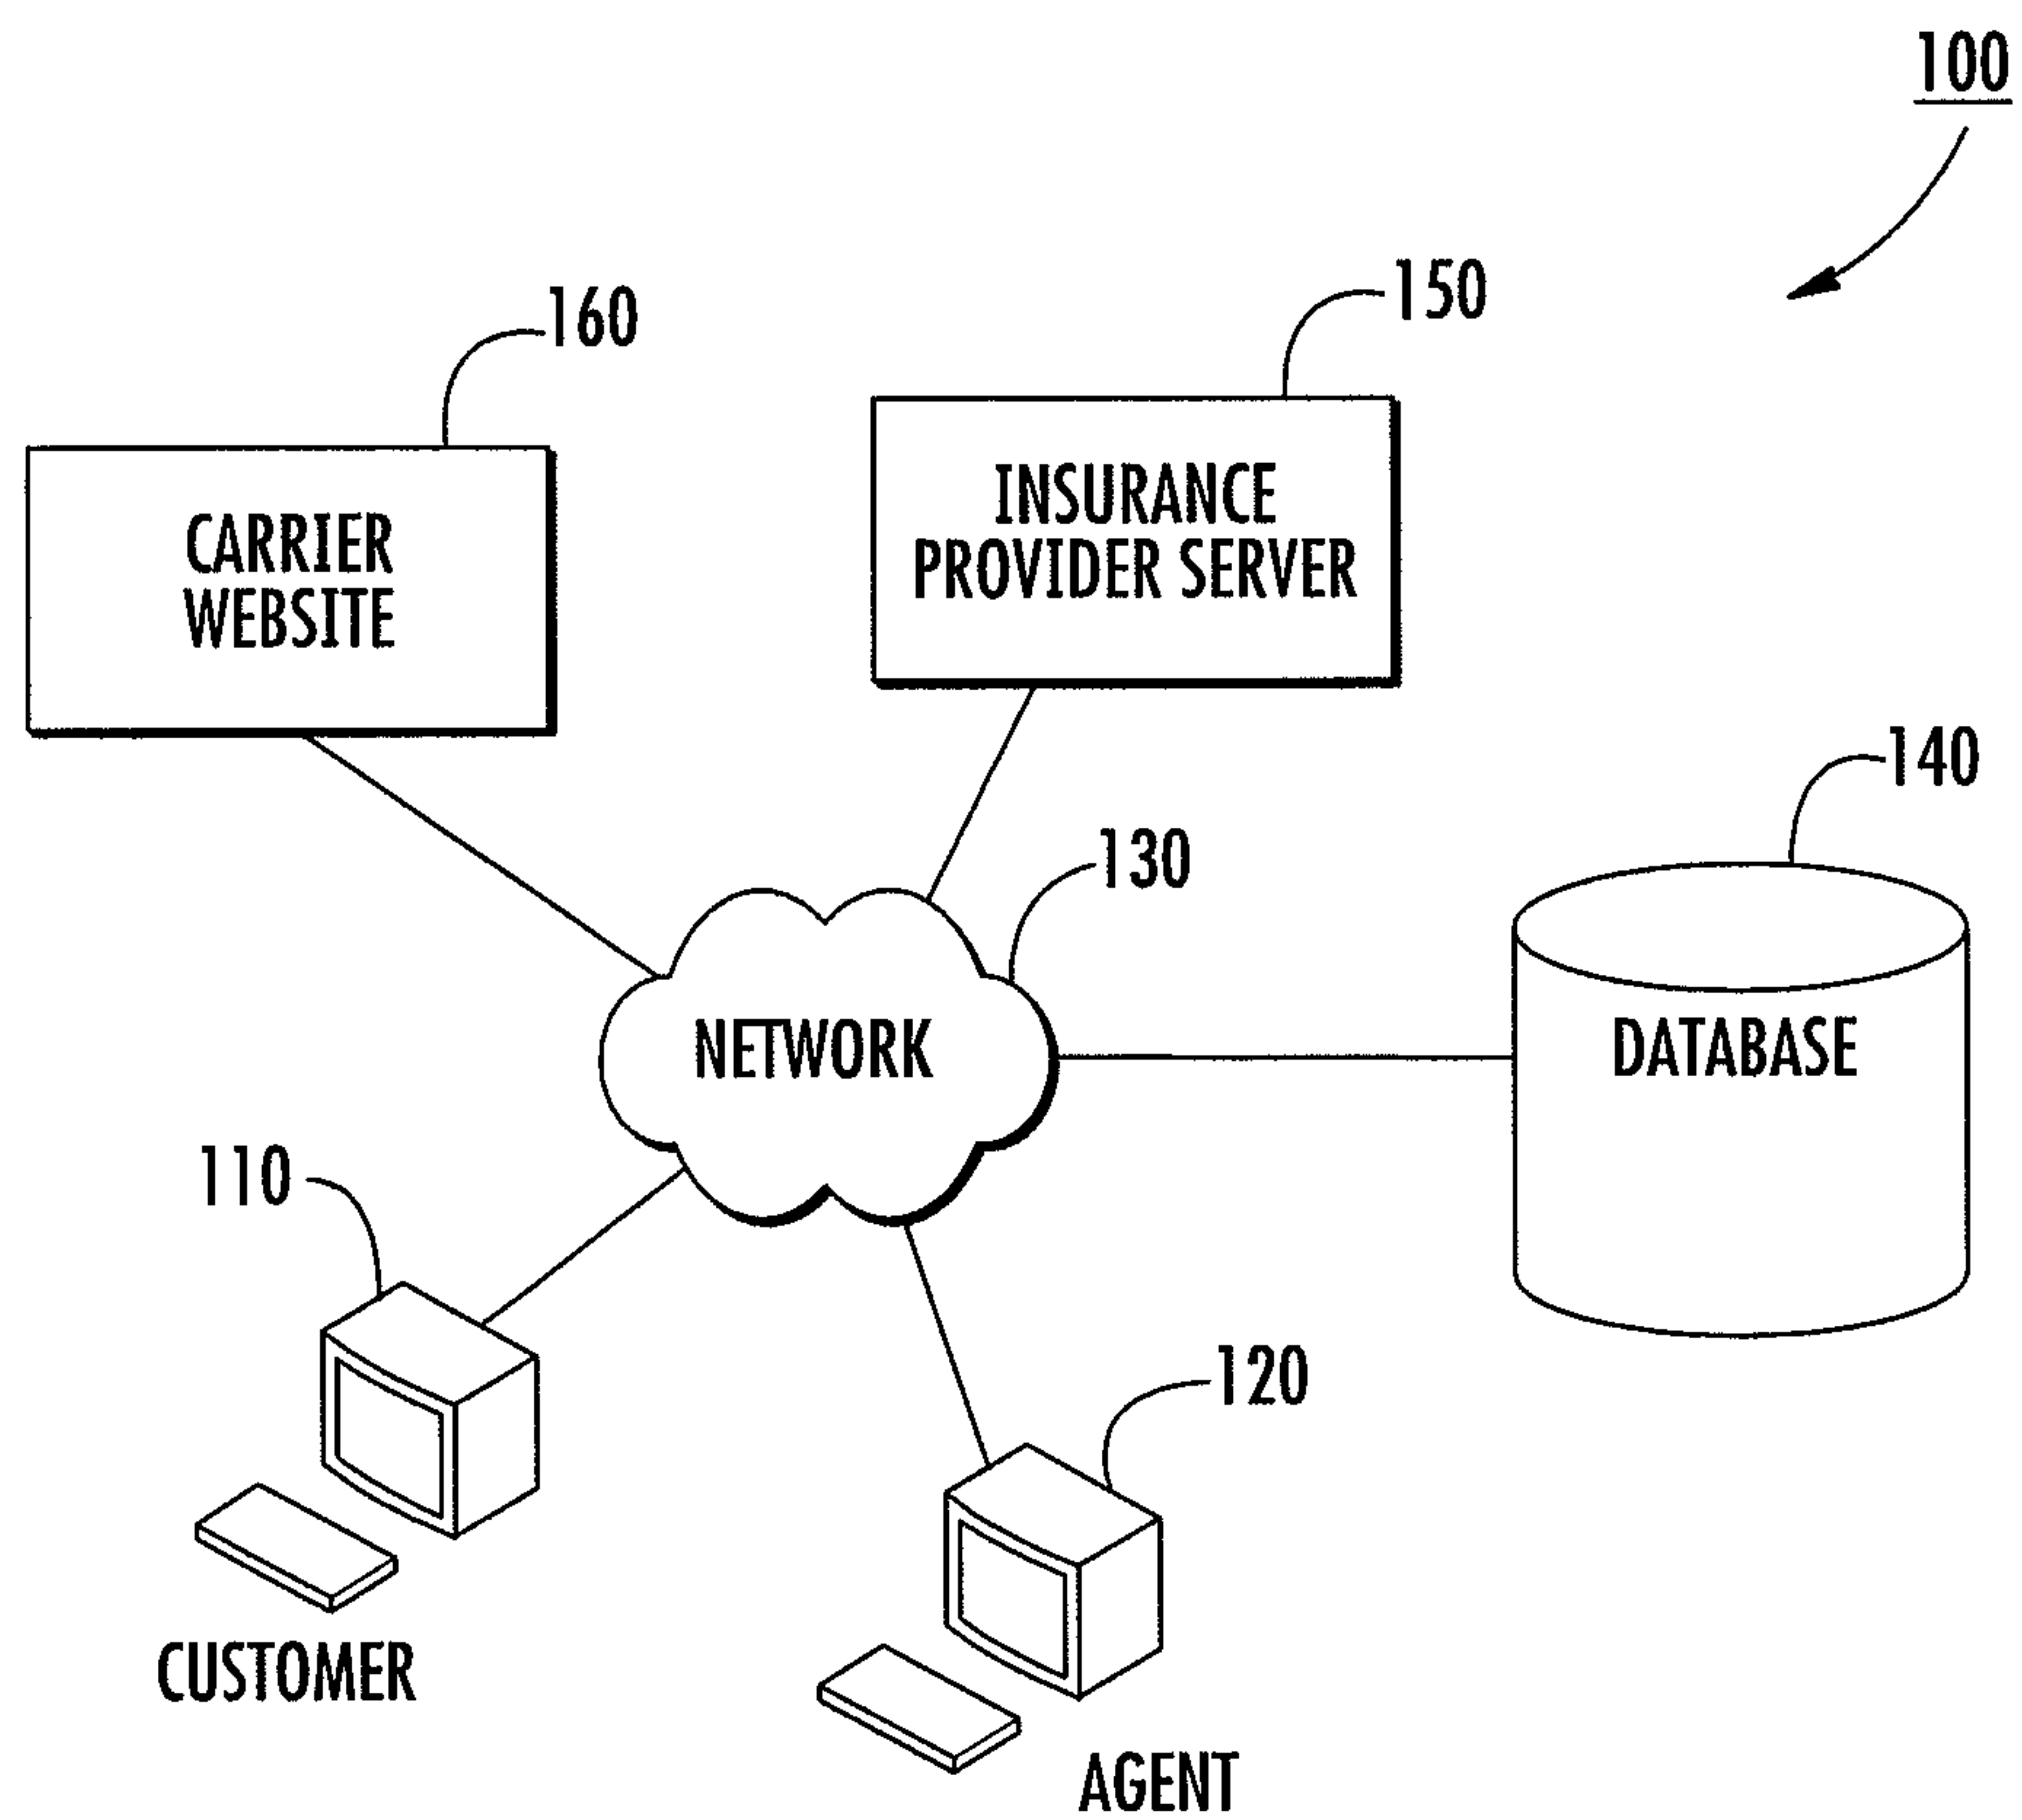 100
150
160
INSURANCE
PROVIDER SERVER
CARRIER
WEBSITE
140
130
NETWORK
DATABASE
110
120
CUSTOMER
AGENT